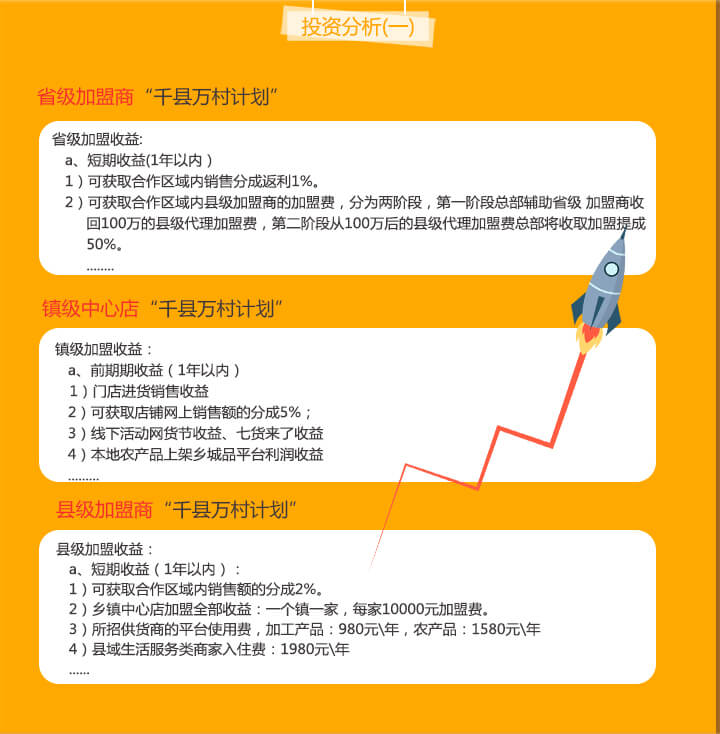 投资分析(一)
省级加盟商“千县万村计划”
省级加盟收益:
a、短期收益(1年以内）
1）可获取合作区域内销售分成返利1%。
2）可获取合作区域内县级加盟商的加盟费，分为两阶段，第一阶段总部辅助省级 加盟商收
回100万的县级代理加盟费，第二阶段从100万后的县级代理加盟费总部将收取加盟提成
50%。
........
镇级中心店“千县万村计划”
镇级加盟收益：
a、前期期收益（1年以内）
1）门店进货销售收益
2）可获取店铺网上销售额的分成5%；
3）线下活动网货节收益、七货来了收益
4）本地农产品上架乡城品平台利润收益
.........
县级加盟商“千县万村计划”
县级加盟收益：
a、短期收益（1年以内）：
1）可获取合作区域内销售额的分成2%。
2）乡镇中心店加盟全部收益：一个镇一家，每家10000元加盟费。
3）所招供货商的平台使用费，加工产品：980元\年，农产品：1580元\年
4）县域生活服务类商家入住费：1980元\年
......